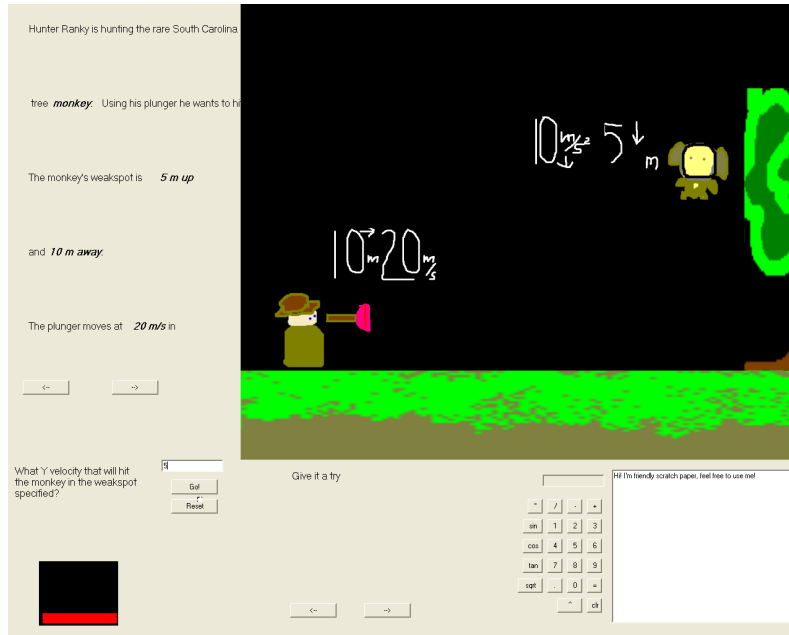 Hunter Ranky is hunting the rare South Carolina
tree monkey. Using his plunger he wants to hi
The monkey's weakspot is 5 m up
and 10 m away.
The plunger moves at 20 m/s in
<-- -->
10 m/s² ↓ 5 ↓ m
10 → m 20 m/s
What Y velocity that will hit
the monkey in the weakspot
specified?
5
Go!
Reset
Give it a try
<-- -->
* / - +
sin 1 2 3
cos 4 5 6
tan 7 8 9
sqrt . 0 =
^ clr
Hi! I'm friendly scratch paper, feel free to use me!